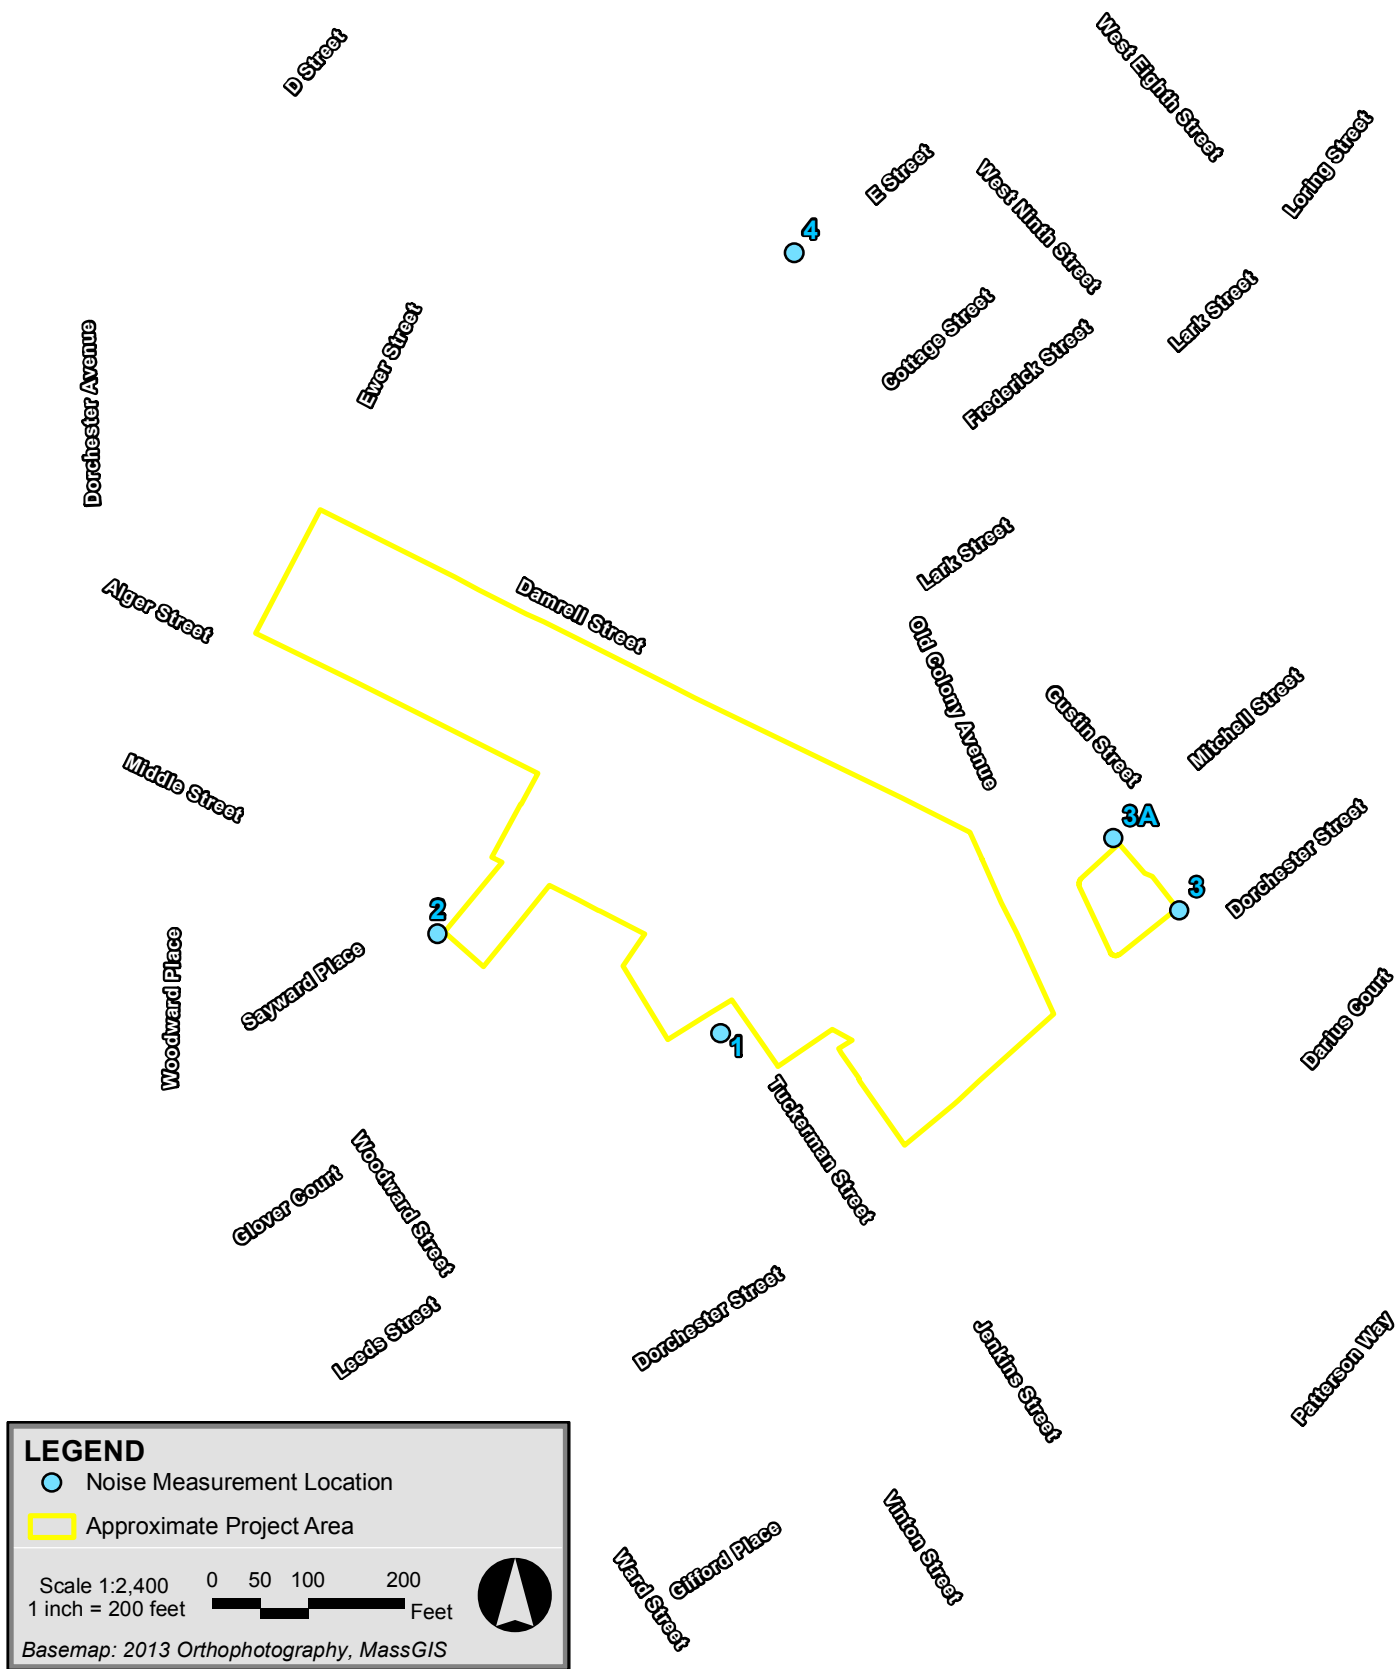 D Street
West Eighth Street
Loring Street
E Street
West Ninth Street
4
Lark Street
Cottage Street
Frederick Street
Ewer Street
Dorchester Avenue
Lark Street
Alger Street
Damrell Street
Old Colony Avenue
Gustin Street
Mitchell Street
Middle Street
3A
Dorchester Street
3
2
Woodward Place
Sayward Place
1
Darius Court
Tuckerman Street
Glover Court
Woodward Street
Leeds Street
Dorchester Street
Jenkins Street
Patterson Way
Vinton Street
Ward Street
Gifford Place
LEGEND
Noise Measurement Location
Approximate Project Area
Scale 1:2,400
1 inch = 200 feet
0 50 100 200
Feet
Basemap: 2013 Orthophotography, MassGIS